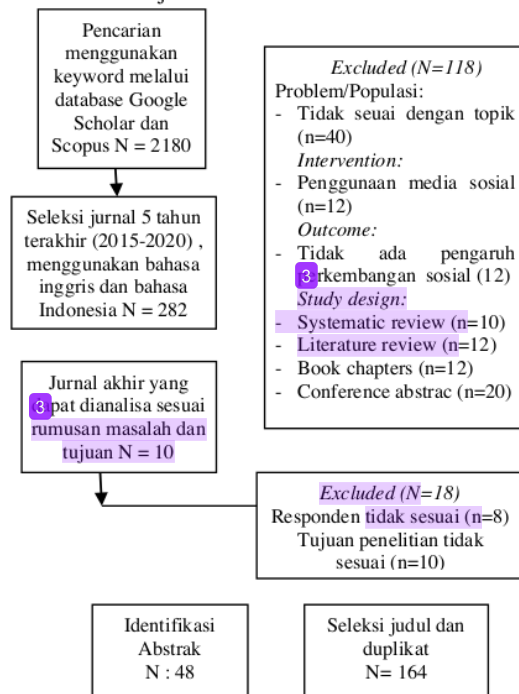 Pencarian
menggunakan
keyword melalui
database Google
Scholar dan
Scopus N = 2180
Seleksi jurnal 5 tahun
terakhir (2015-2020) ,
menggunakan bahasa
inggris dan bahasa
Indonesia N = 282
Excluded (N=118)
Problem/Populasi:
- Tidak seuai dengan topik
(n=40)
Intervention:
- Penggunaan media sosial
(n=12)
Outcome:
- Tidak ada pengaruh
3 rkembangan sosial (12)
Study design:
- Systematic review (n=10)
- Literature review (n=12)
- Book chapters (n=12)
- Conference abstrac (n=20)
Jurnal akhir yang
3 pat dianalisa sesuai
rumusan masalah dan
tujuan N = 10
Excluded (N=18)
Responden tidak sesuai (n=8)
Tujuan penelitian tidak
sesuai (n=10)
Identifikasi
Abstrak
N : 48
Seleksi judul dan
duplikat
N= 164